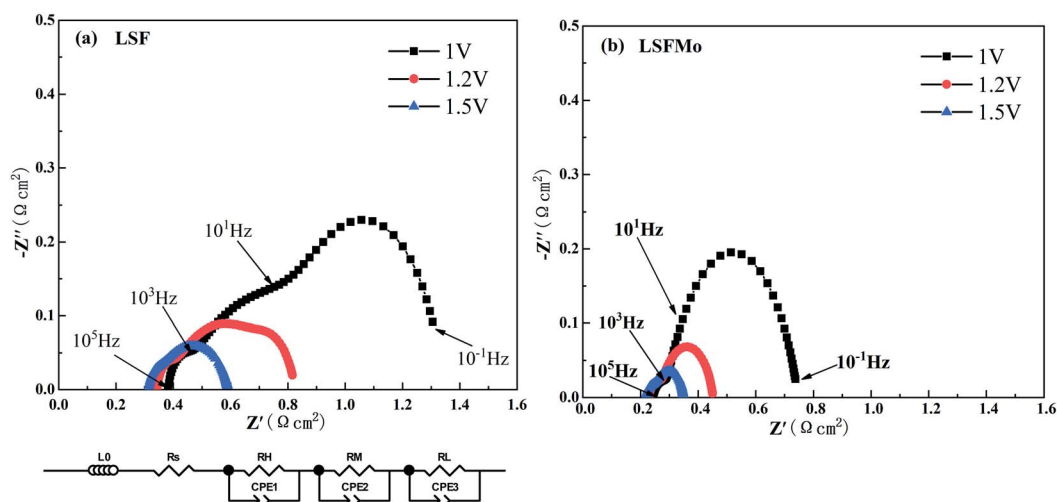 (a) LSF
1V
1.2V
1.5V
0.5
0.4
0.3
0.2
0.1
0.0
-Z″ (Ω cm²)
10¹Hz
10³Hz
10⁵Hz
10⁻¹Hz
0.0 0.2 0.4 0.6 0.8 1.0 1.2 1.4 1.6
Z′ (Ω cm²)
(b) LSFMo
1V
1.2V
1.5V
0.5
0.4
0.3
0.2
0.1
0.0
-Z″ (Ω cm²)
10¹Hz
10³Hz
10⁵Hz
10⁻¹Hz
0.0 0.2 0.4 0.6 0.8 1.0 1.2 1.4 1.6
Z′ (Ω cm²)
L0 Rs RH RM RL
CPE1 CPE2 CPE3